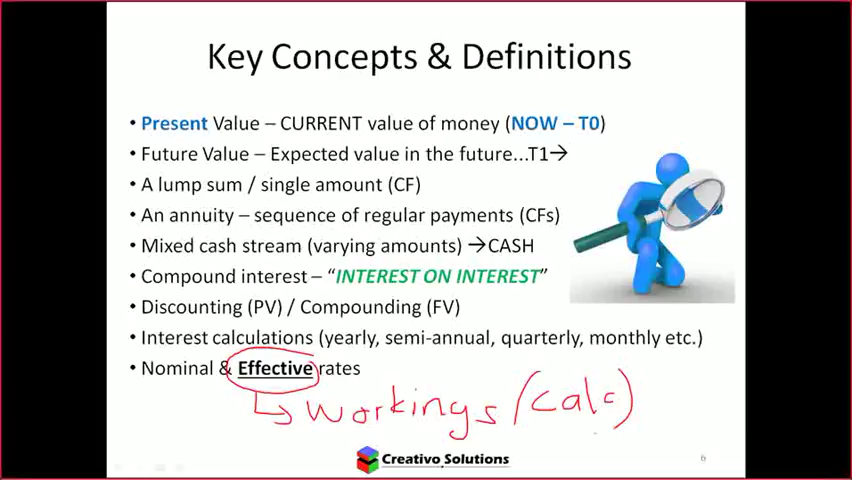 Key Concepts & Definitions
• Present Value – CURRENT value of money (NOW – T0)
• Future Value – Expected value in the future...T1→
• A lump sum / single amount (CF)
• An annuity – sequence of regular payments (CFs)
• Mixed cash stream (varying amounts) →CASH
• Compound interest – “INTEREST ON INTEREST”
• Discounting (PV) / Compounding (FV)
• Interest calculations (yearly, semi-annual, quarterly, monthly etc.)
• Nominal & Effective rates
Workings /(calc)
Creativo Solutions
6